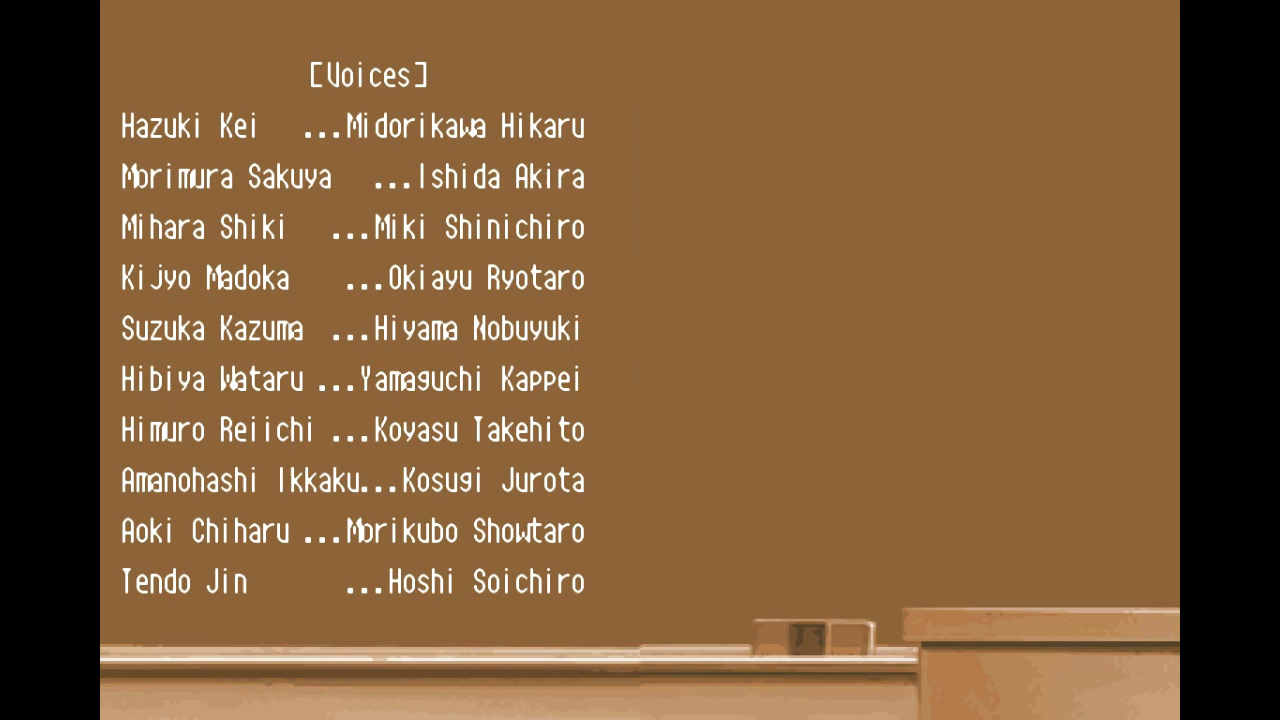 [Voices]
Hazuki Kei ...Midorikawa Hikaru
Morimura Sakuya ...Ishida Akira
Mihara Shiki ...Miki Shinichiro
Kijyo Madoka ...Okiayu Ryotaro
Suzuka Kazuma ...Hiyama Nobuyuki
Hibiya Wataru ...Yamaguchi Kappei
Himuro Reiichi ...Koyasu Takehito
Amanohashi Ikkaku...Kosugi Jurota
Aoki Chiharu ...Morikubo Showtaro
Tendo Jin ...Hoshi Soichiro